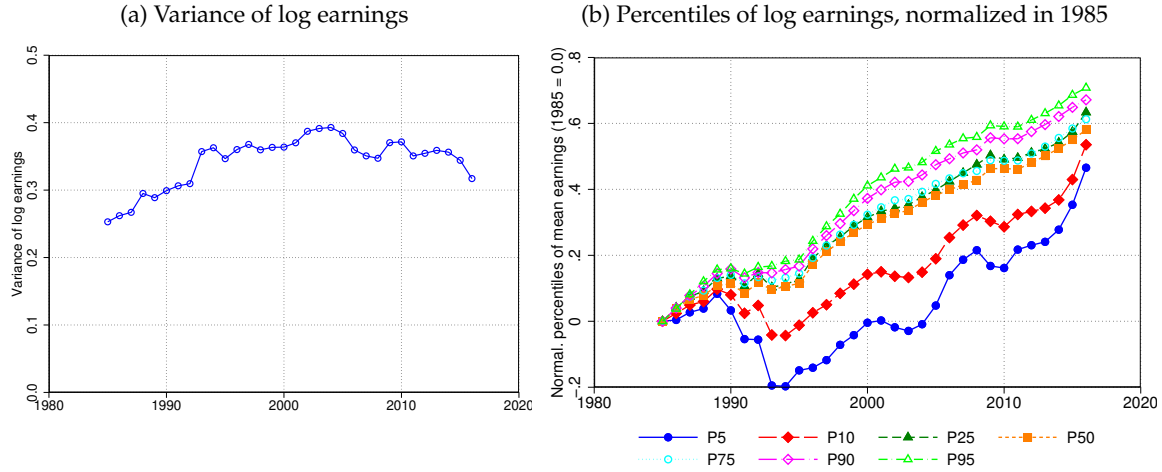 (a) Variance of log earnings
Variance of log earnings
0.5
0.4
0.3
0.2
0.1
0.0
1980
1990
2000
2010
2020
(b) Percentiles of log earnings, normalized in 1985
Normal. percentiles of mean earnings (1985 = 0.0)
.8
.6
.4
.2
0
-.2
1980
1990
2000
2010
2020
P5
P10
P25
P50
P75
P90
P95